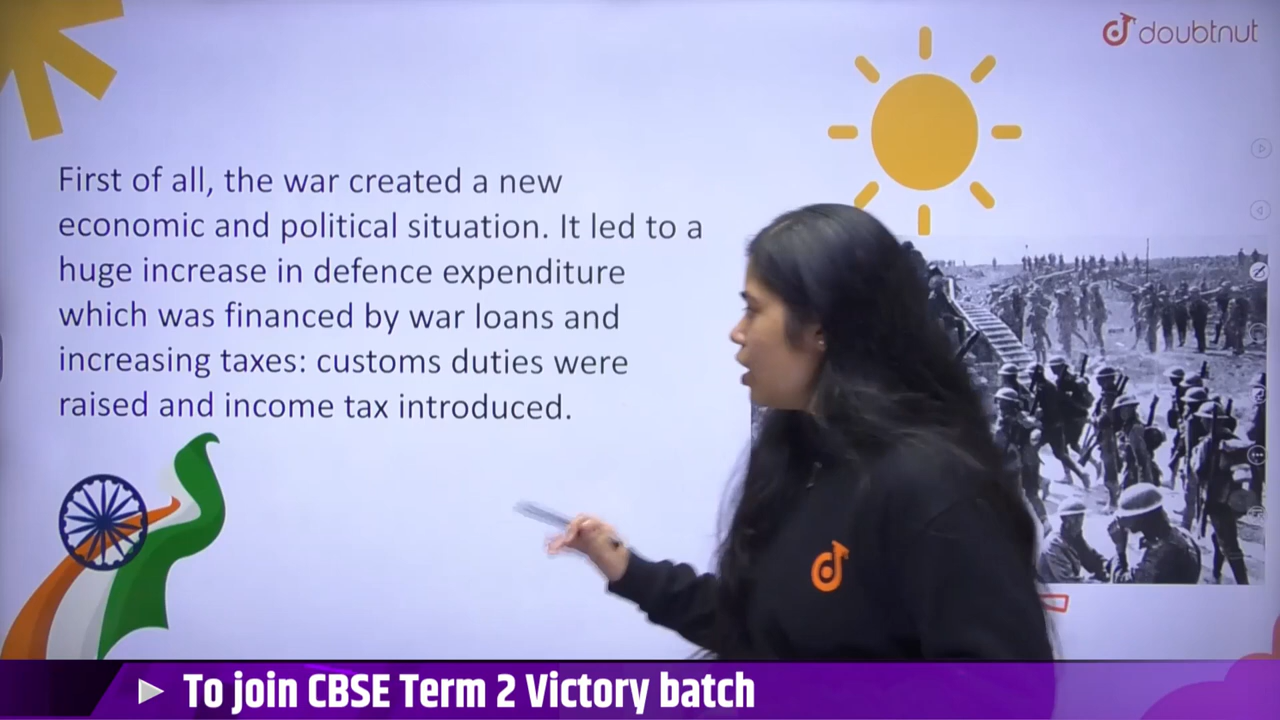 doubtnut
First of all, the war created a new
economic and political situation. It led to a
huge increase in defence expenditure
which was financed by war loans and
increasing taxes: customs duties were
raised and income tax introduced.
To join CBSE Term 2 Victory batch